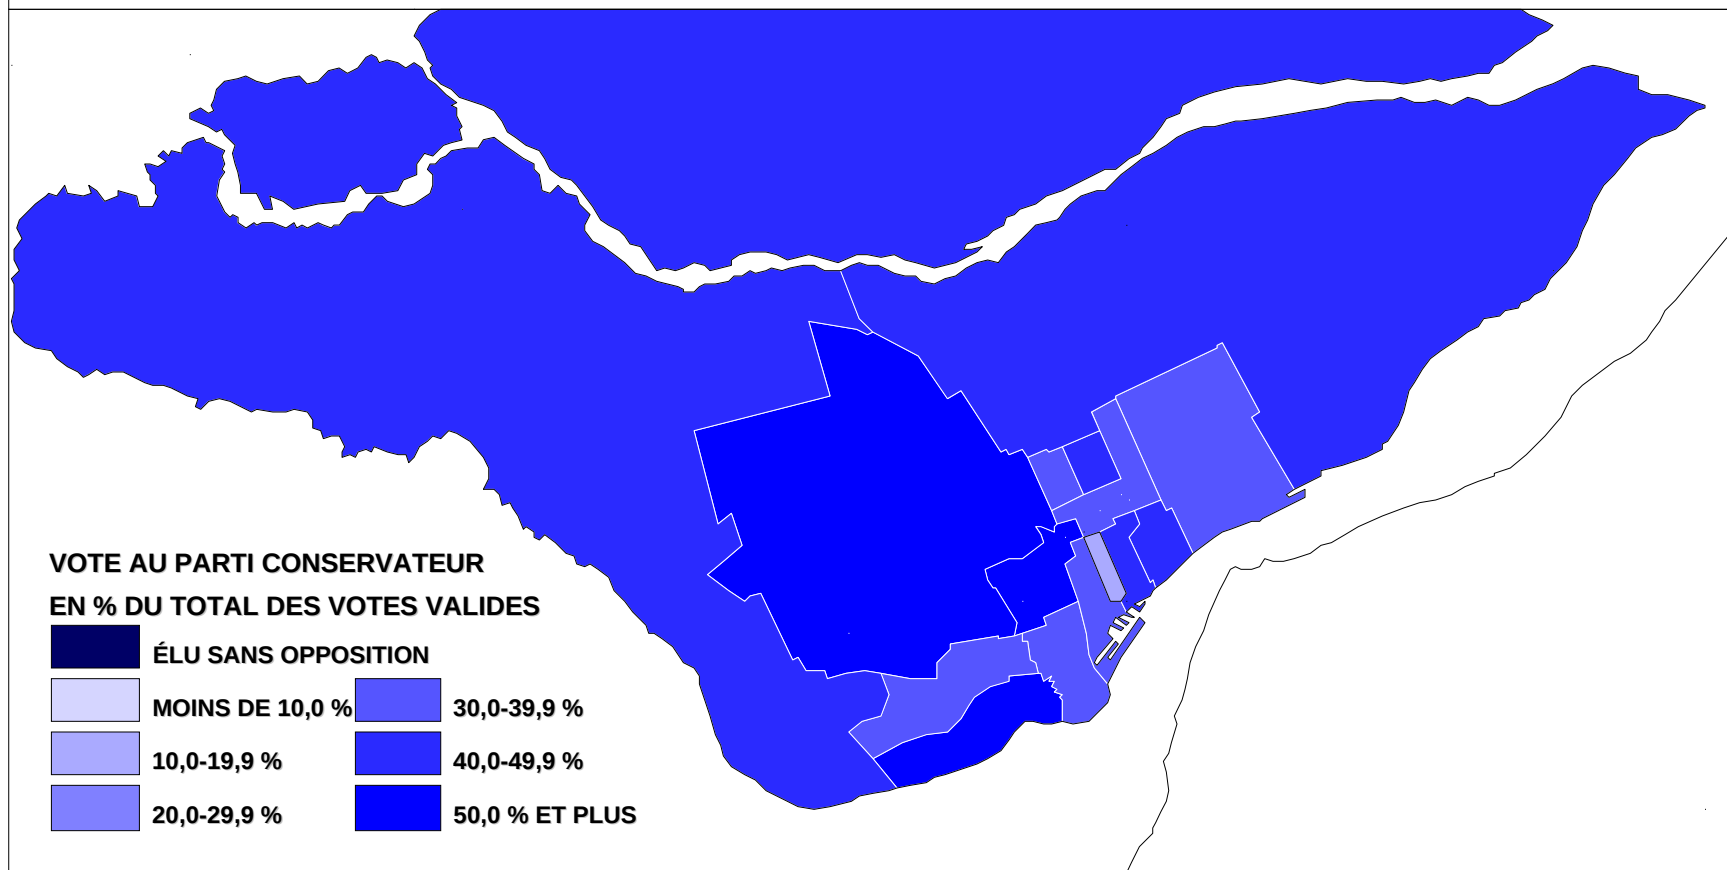 VOTE AU PARTI CONSERVATEUR
EN % DU TOTAL DES VOTES VALIDES
ÉLU SANS OPPOSITION
MOINS DE 10,0 %
30,0-39,9 %
10,0-19,9 %
40,0-49,9 %
20,0-29,9 %
50,0 % ET PLUS